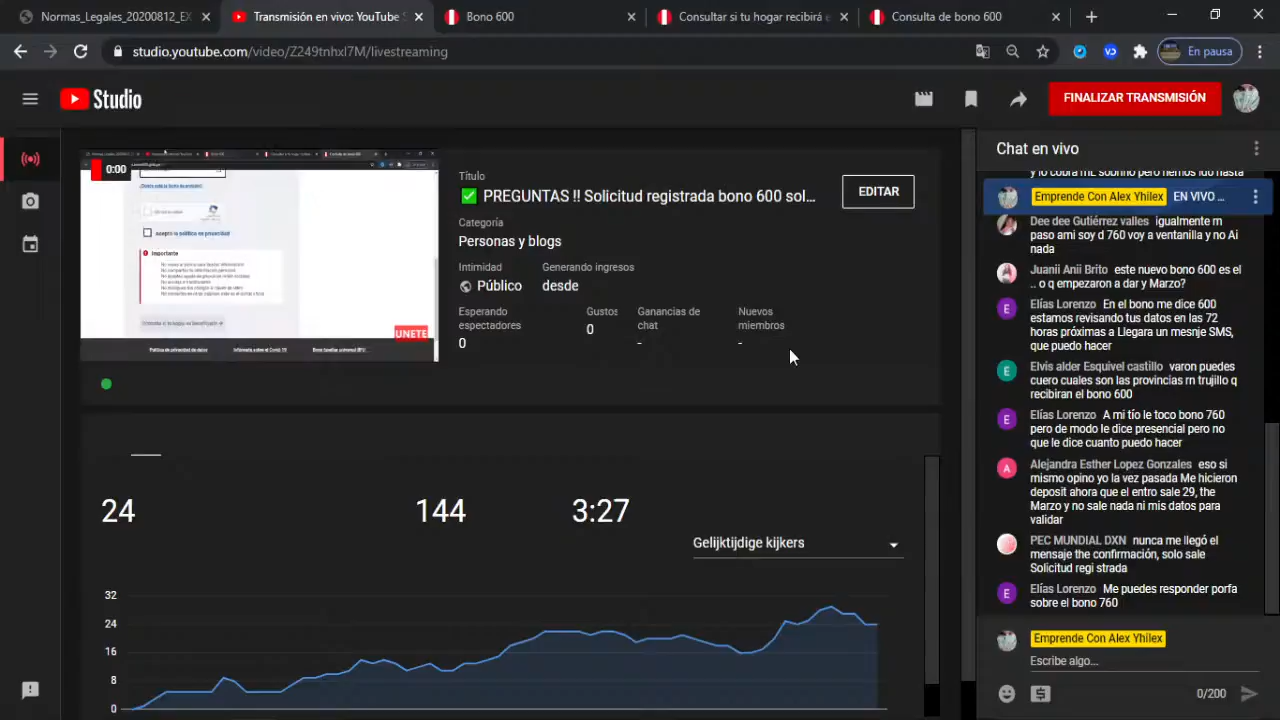 Normas_Legales_20200812_EX
Transmisión en vivo: YouTube S
Bono 600
Consultar si tu hogar recibirá e
Consulta de bono 600
studio.youtube.com/video/Z249tnhxl7M/livestreaming
En pausa
Studio
FINALIZAR TRANSMISIÓN
Chat en vivo
0:00
Acepto la política de privacidad
Importante
UNETE
Título
✅ PREGUNTAS !! Solicitud registrada bono 600 sol...
EDITAR
Categoría
Personas y blogs
Intimidad
Generando ingresos
Público
desde
Esperando espectadores
Gustos
Ganancias de chat
Nuevos miembros
0
0
-
-
24
144
3:27
Gelijktijdige kijkers
32
24
16
8
0
Emprende Con Alex Yhilex EN VIVO ...
Dee dee Gutiérrez valles igualmente m
paso ami soy d 760 voy a ventanilla y no Ai
nada
este nuevo bono 600 es el
.. o q empezaron a dar y Marzo?
Elías Lorenzo En el bono me dice 600
estamos revisando tus datos en las 72
horas próximas a Llegara un mesnje SMS,
que puedo hacer
Elvis alder Esquivel castillo varon puedes
cuero cuales son las provincias rn trujillo q
recibiran el bono 600
Elías Lorenzo A mi tío le toco bono 760
pero de modo le dice presencial pero no
que le dice cuanto puedo hacer
Alejandra Esther Lopez Gonzales eso si
mismo opino yo la vez pasada Me hicieron
deposit ahora que el entro sale 29, the
Marzo y no sale nada ni mis datos para
validar
PEC MUNDIAL DXN nunca me llegó el
mensaje the confirmación, solo sale
Solicitud regi strada
Elías Lorenzo Me puedes responder porfa
sobre el bono 760
Emprende Con Alex Yhilex
Escribe algo...
0/200